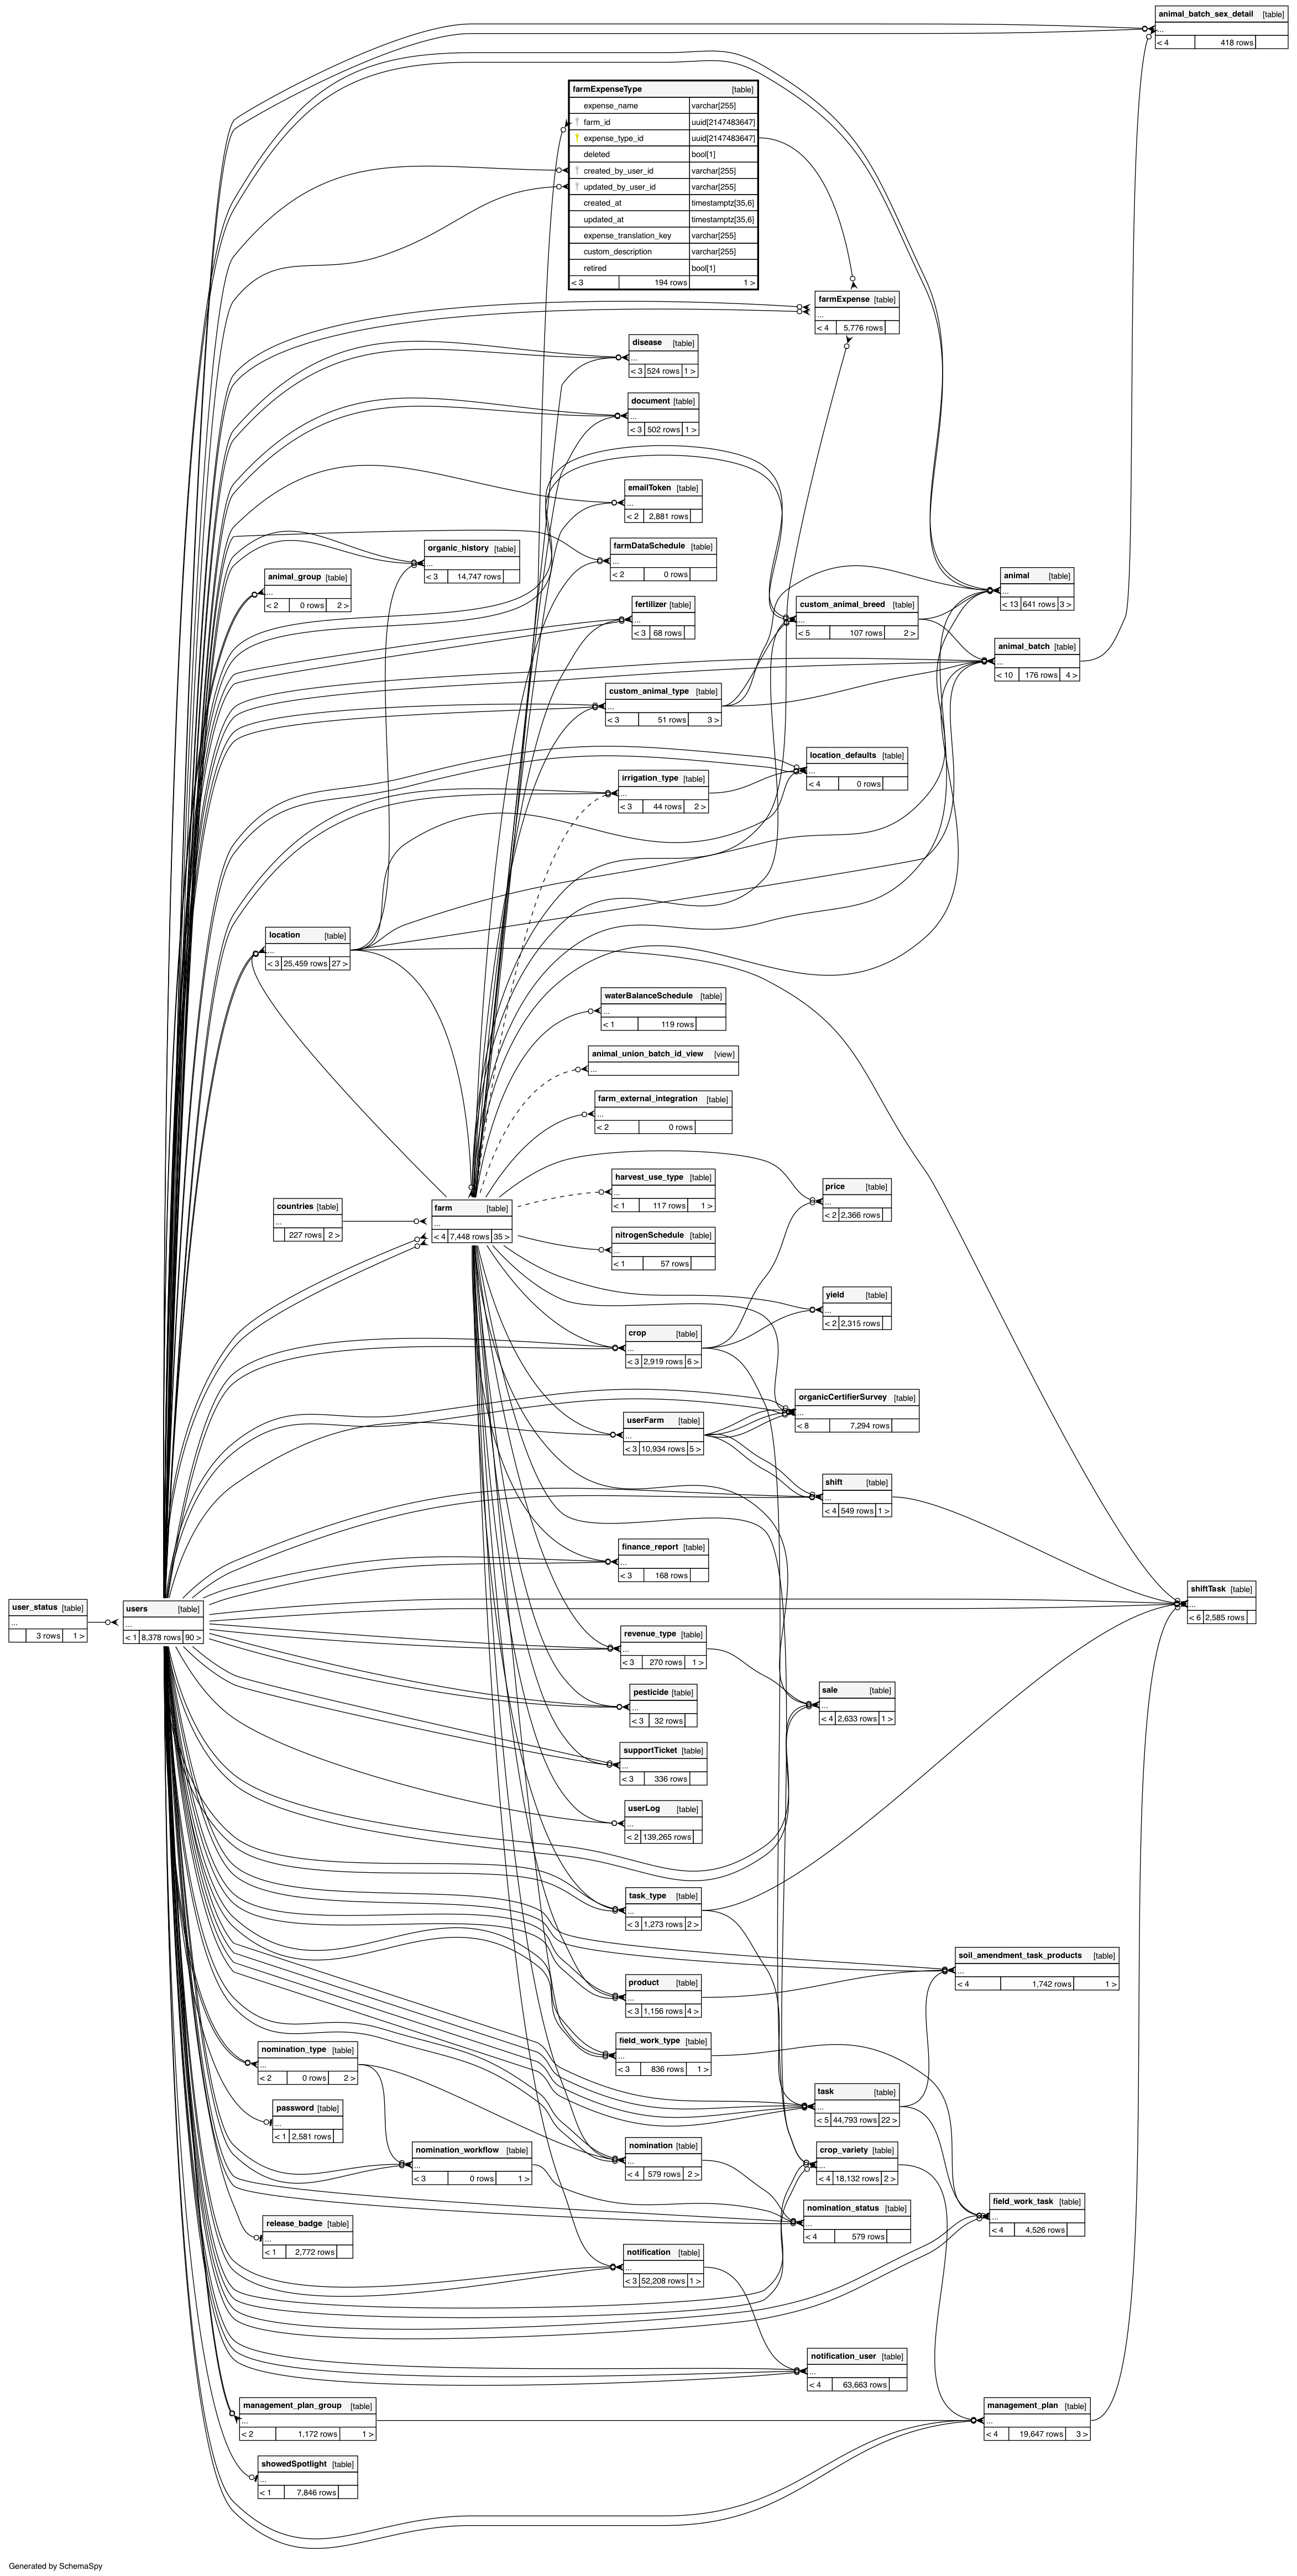 animal_batch_sex_detail [table]
...
< 4 418 rows
farmExpenseType [table]
expense_name varchar[255]
farm_id uuid[2147483647]
expense_type_id uuid[2147483647]
deleted bool[1]
created_by_user_id varchar[255]
updated_by_user_id varchar[255]
created_at timestamptz[35,6]
updated_at timestamptz[35,6]
expense_translation_key varchar[255]
custom_description varchar[255]
retired bool[1]
< 3 194 rows 1 >
farmExpense [table]
...
< 4 5,776 rows
disease [table]
...
< 3 524 rows 1 >
document [table]
...
< 3 502 rows 1 >
emailToken [table]
...
< 2 2,881 rows
farmDataSchedule [table]
...
< 2 0 rows
organic_history [table]
...
< 3 14,747 rows
animal_group [table]
...
< 2 0 rows 2 >
fertilizer [table]
...
< 3 68 rows
custom_animal_breed [table]
...
< 5 107 rows 2 >
animal [table]
...
< 13 641 rows 3 >
animal_batch [table]
...
< 10 176 rows 4 >
custom_animal_type [table]
...
< 3 51 rows 3 >
location_defaults [table]
...
< 4 0 rows
irrigation_type [table]
...
< 3 44 rows 2 >
location [table]
...
< 3 25,459 rows 27 >
waterBalanceSchedule [table]
...
< 1 119 rows
animal_union_batch_id_view [view]
...
farm_external_integration [table]
...
< 2 0 rows
harvest_use_type [table]
...
< 1 117 rows 1 >
price [table]
...
< 2 2,366 rows
countries [table]
...
227 rows 2 >
farm [table]
...
< 4 7,448 rows 35 >
nitrogenSchedule [table]
...
< 1 57 rows
yield [table]
...
< 2 2,315 rows
crop [table]
...
< 3 2,919 rows 6 >
organicCertifierSurvey [table]
...
< 8 7,294 rows
userFarm [table]
...
< 3 10,934 rows 5 >
shift [table]
...
< 4 549 rows 1 >
finance_report [table]
...
< 3 168 rows
shiftTask [table]
...
< 6 2,585 rows
user_status [table]
...
3 rows 1 >
users [table]
...
< 1 8,378 rows 90 >
revenue_type [table]
...
< 3 270 rows 1 >
pesticide [table]
...
< 3 32 rows
sale [table]
...
< 4 2,633 rows 1 >
supportTicket [table]
...
< 3 336 rows
userLog [table]
...
< 2 139,265 rows
task_type [table]
...
< 3 1,273 rows 2 >
soil_amendment_task_products [table]
...
< 4 1,742 rows 1 >
product [table]
...
< 3 1,156 rows 4 >
field_work_type [table]
...
< 3 836 rows 1 >
nomination_type [table]
...
< 2 0 rows 2 >
task [table]
...
< 5 44,793 rows 22 >
password [table]
...
< 1 2,581 rows
nomination_workflow [table]
...
< 3 0 rows 1 >
nomination [table]
...
< 4 579 rows 2 >
crop_variety [table]
...
< 4 18,132 rows 2 >
nomination_status [table]
...
< 4 579 rows
field_work_task [table]
...
< 4 4,526 rows
release_badge [table]
...
< 1 2,772 rows
notification [table]
...
< 3 52,208 rows 1 >
notification_user [table]
...
< 4 63,663 rows
management_plan_group [table]
...
< 2 1,172 rows 1 >
management_plan [table]
...
< 4 19,647 rows 3 >
showedSpotlight [table]
...
< 1 7,846 rows
Generated by SchemaSpy